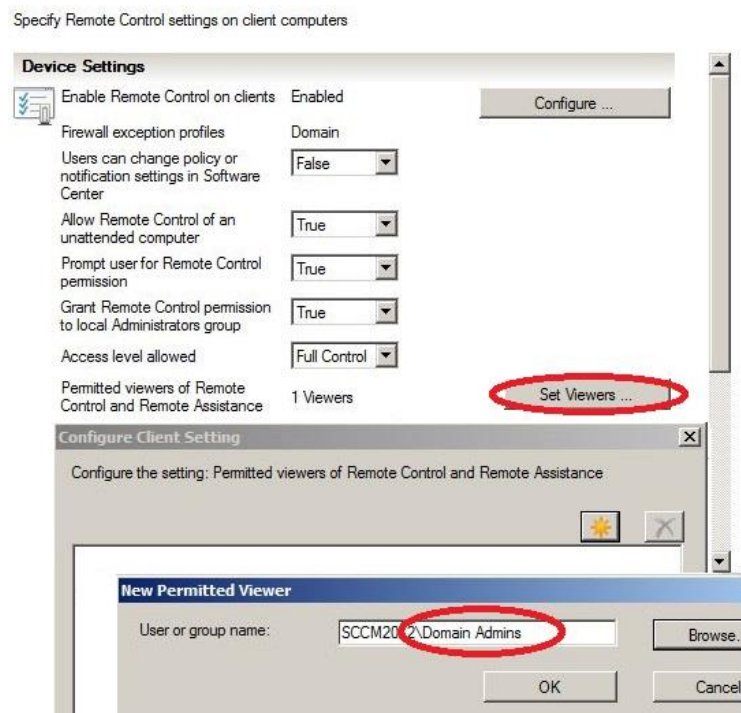 Specify Remote Control settings on client computers
Device Settings
Enable Remote Control on clients Enabled Configure ...
Firewall exception profiles Domain
Users can change policy or
notification settings in Software
Center
False
Allow Remote Control of an
unattended computer
True
Prompt user for Remote Control
permission
True
Grant Remote Control permission
to local Administrators group
True
Access level allowed Full Control
Permitted viewers of Remote
Control and Remote Assistance
1 Viewers Set Viewers ...
Configure Client Setting
Configure the setting: Permitted viewers of Remote Control and Remote Assistance
New Permitted Viewer
User or group name: SCCM2012\Domain Admins Browse.
OK Cancel